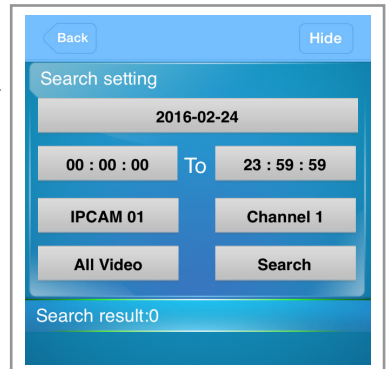 Back Hide
Search setting
2016-02-24
00 : 00 : 00 To 23 : 59 : 59
IPCAM 01 Channel 1
All Video Search
Search result:0